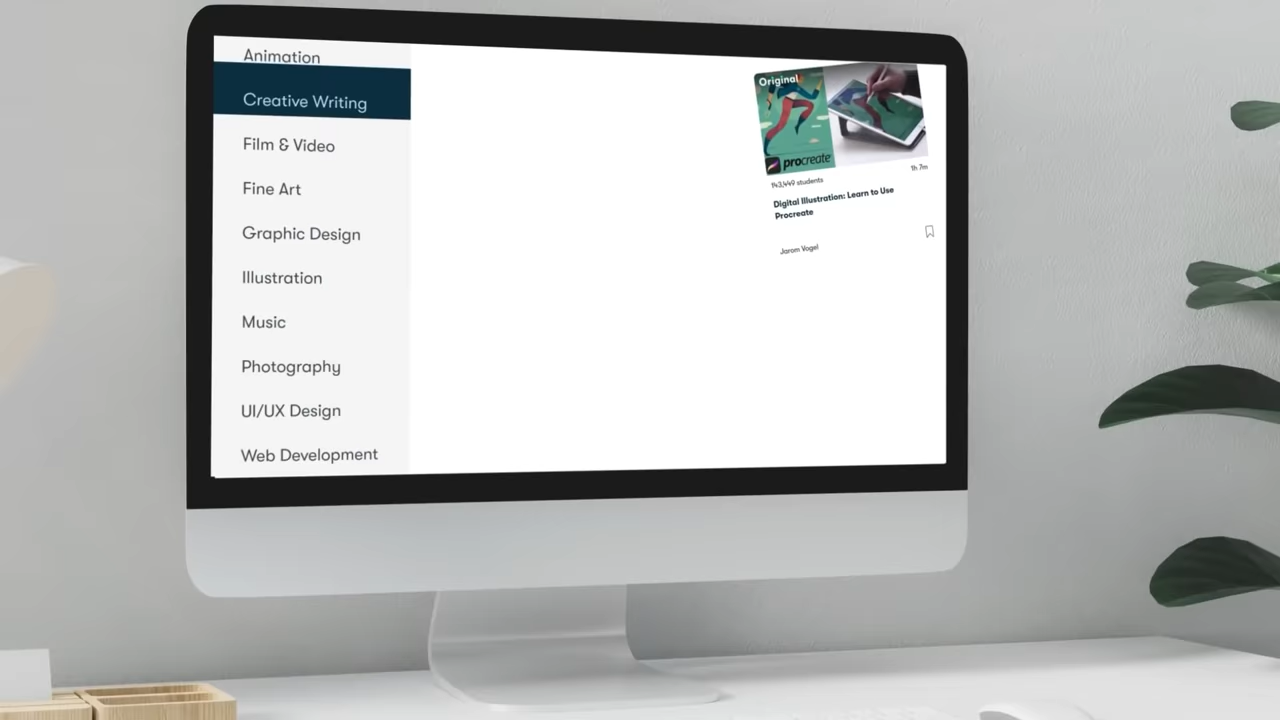 Animation
Creative Writing
Film & Video
Fine Art
Graphic Design
Illustration
Music
Photography
UI/UX Design
Web Development
Original
procreate
143,449 students
1h 7m
Digital Illustration: Learn to Use
Procreate
Jarom Vogel